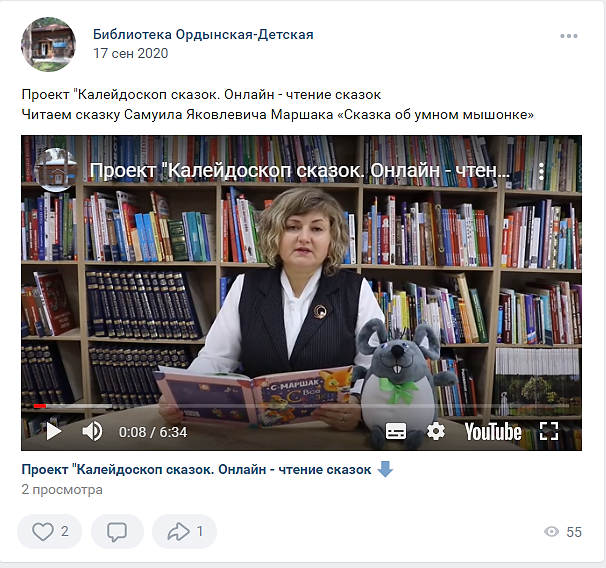 Библиотека Ордынская-Детская
17 сен 2020
Проект "Калейдоскоп сказок. Онлайн - чтение сказок
Читаем сказку Самуила Яковлевича Маршака «Сказка об умном мышонке»
Проект "Калейдоскоп сказок. Онлайн - чтен...
С. МАРШАК
Все
0:08 / 6:34
YouTube
Проект "Калейдоскоп сказок. Онлайн - чтение сказок
2 просмотра
2
1
55